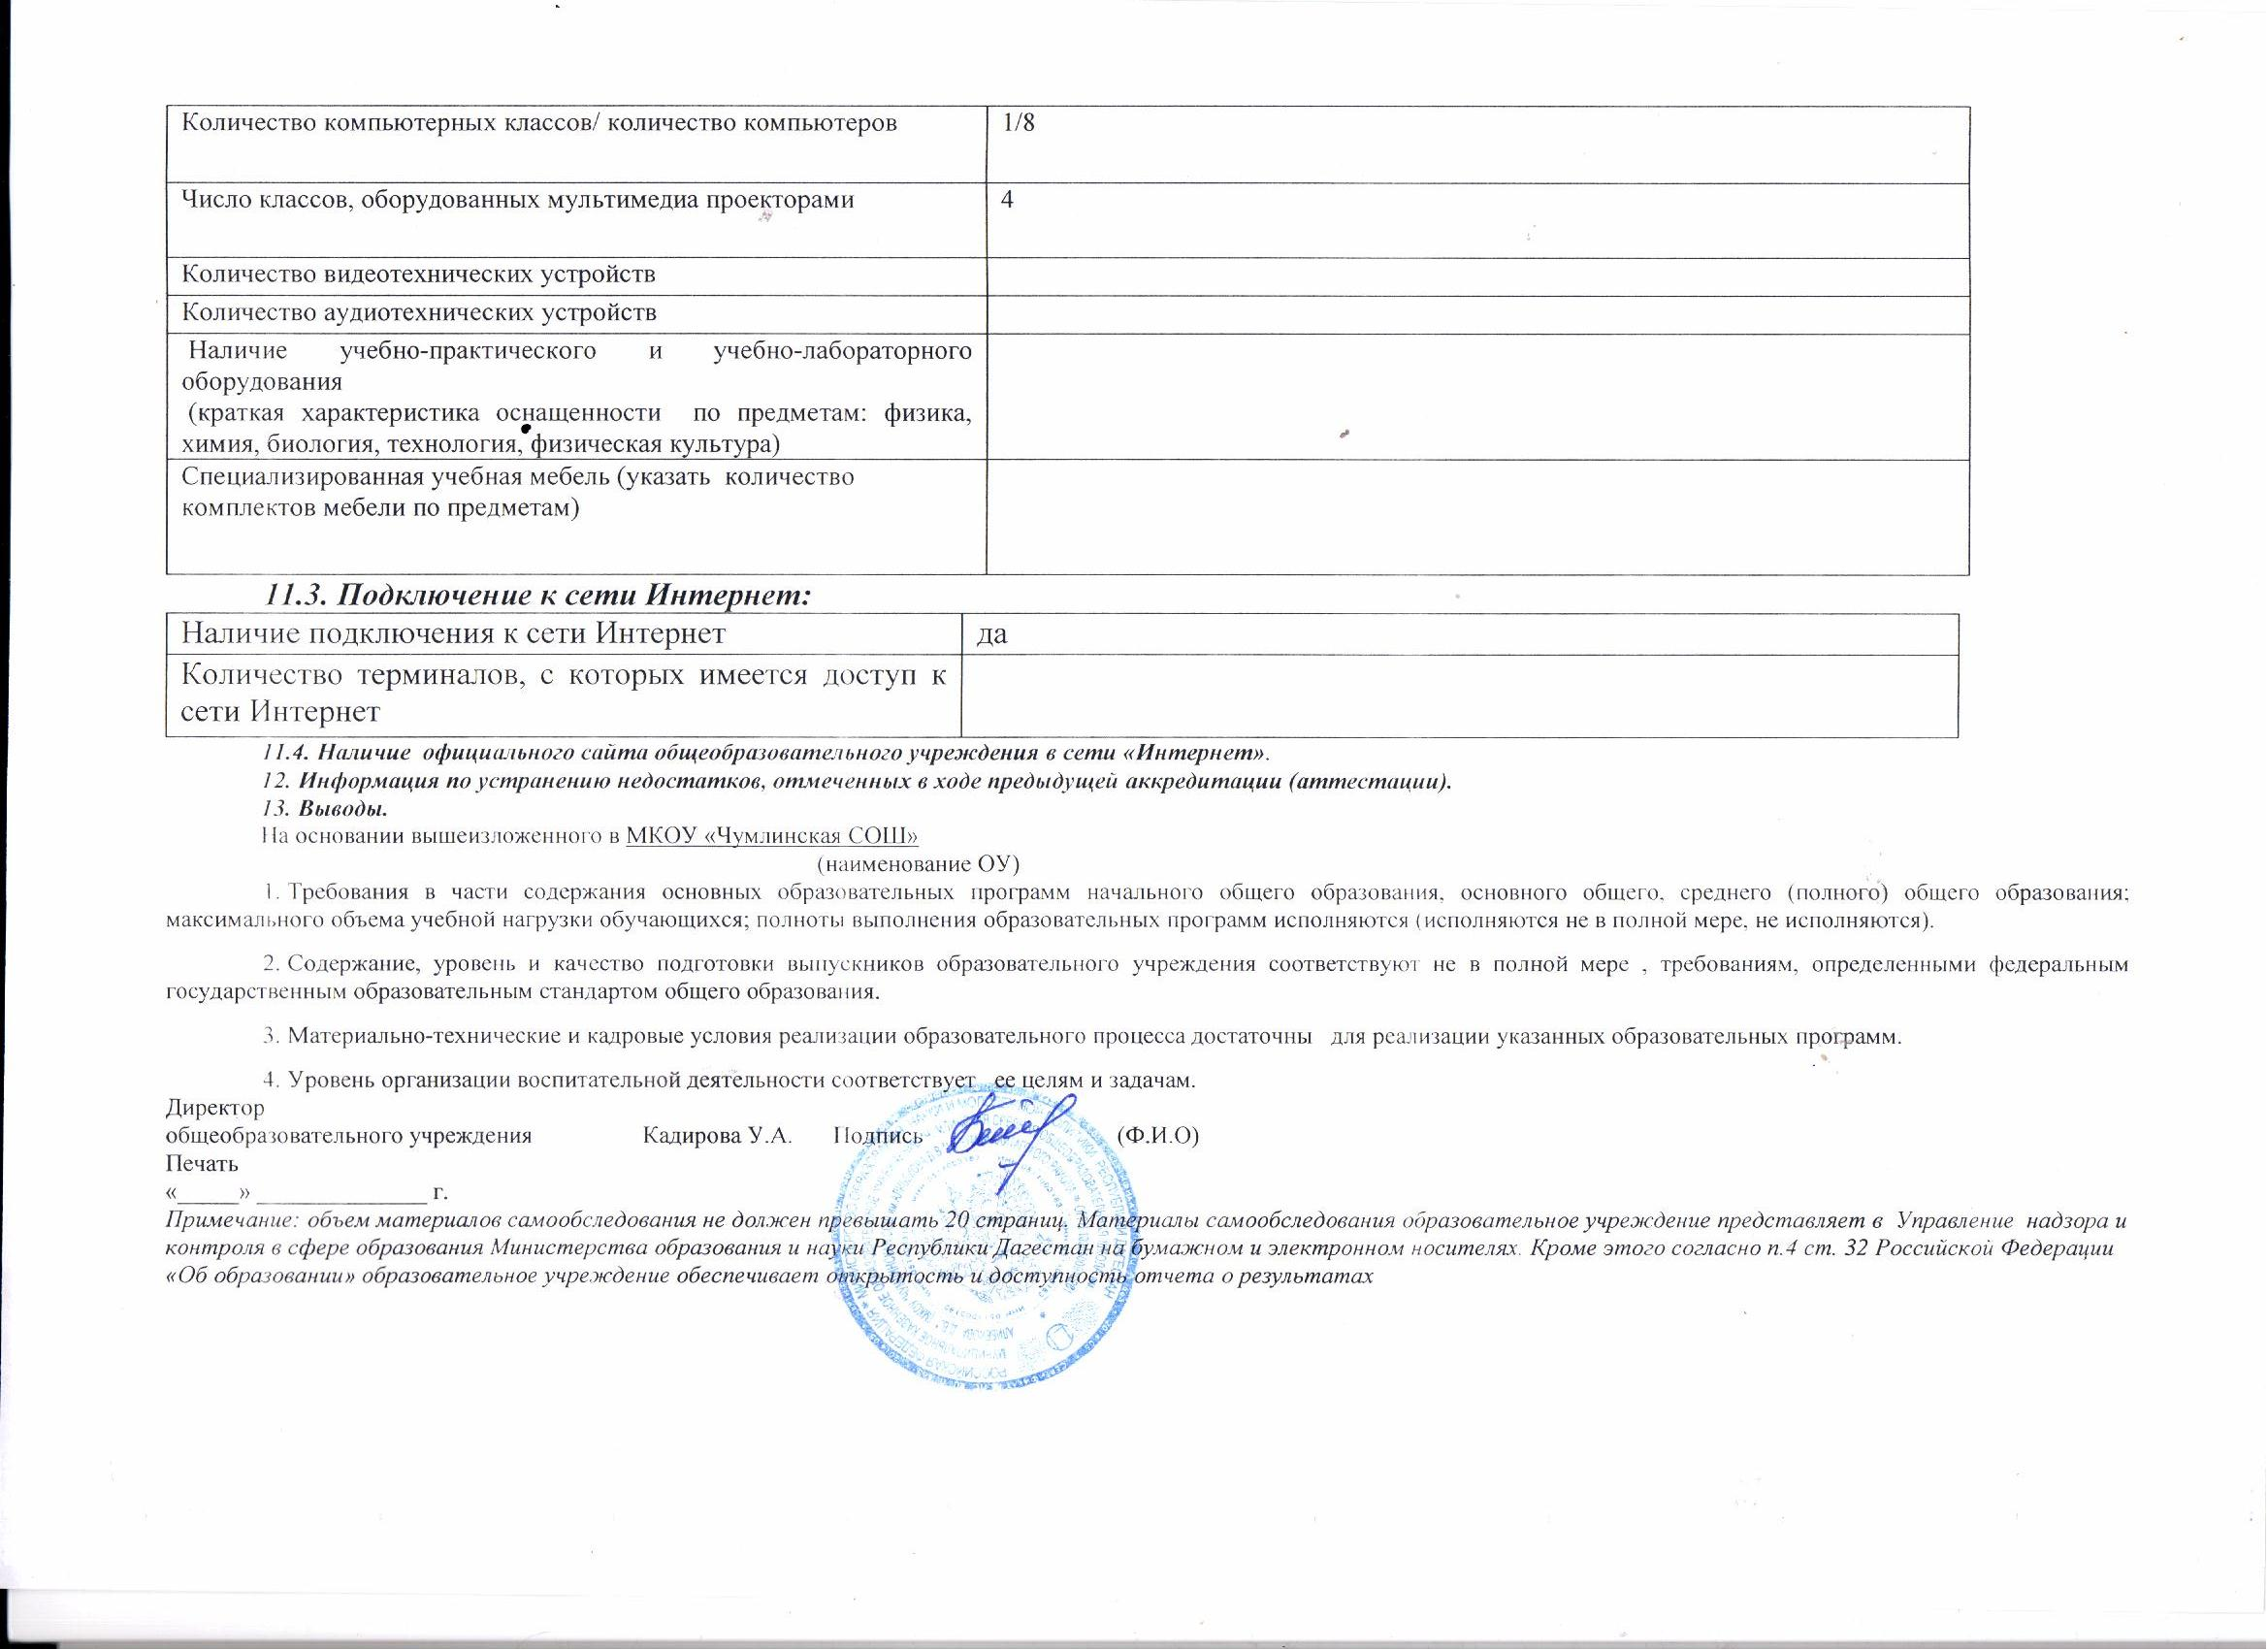 Количество компьютерных классов/ количество компьютеров 1/8
Число классов, оборудованных мультимедиа проекторами 4
Количество видеотехнических устройств
Количество аудиотехнических устройств
Наличие учебно-практического и учебно-лабораторного
оборудования
(краткая характеристика оснащенности по предметам: физика,
химия, биология, технология, физическая культура)
Специализированная учебная мебель (указать количество
комплектов мебели по предметам)
11.3. Подключение к сети Интернет:
Наличие подключения к сети Интернет да
Количество терминалов, с которых имеется доступ к
сети Интернет
11.4. Наличие официального сайта общеобразовательного учреждения в сети «Интернет».
12. Информация по устранению недостатков, отмеченных в ходе предыдущей аккредитации (аттестации).
13. Выводы.
На основании вышеизложенного в МКОУ «Чумлинская СОШ»
(наименование ОУ)
1. Требования в части содержания основных образовательных программ начального общего образования, основного общего, среднего (полного) общего образования;
максимального объема учебной нагрузки обучающихся; полноты выполнения образовательных программ исполняются (исполняются не в полной мере, не исполняются).
2. Содержание, уровень и качество подготовки выпускников образовательного учреждения соответствуют не в полной мере , требованиям, определенными федеральным
государственным образовательным стандартом общего образования.
3. Материально-технические и кадровые условия реализации образовательного процесса достаточны для реализации указанных образовательных программ.
4. Уровень организации воспитательной деятельности соответствует ее целям и задачам.
Директор
общеобразовательного учреждения Кадирова У.А. Подпись (Ф.И.О)
Печать
«_____» ______________ г.
Примечание: объем материалов самообследования не должен превышать 20 страниц. Материалы самообследования образовательное учреждение представляет в Управление надзора и
контроля в сфере образования Министерства образования и науки Республики Дагестан на бумажном и электронном носителях. Кроме этого согласно п.4 ст. 32 Российской Федерации
«Об образовании» образовательное учреждение обеспечивает открытость и доступность отчета о результатах